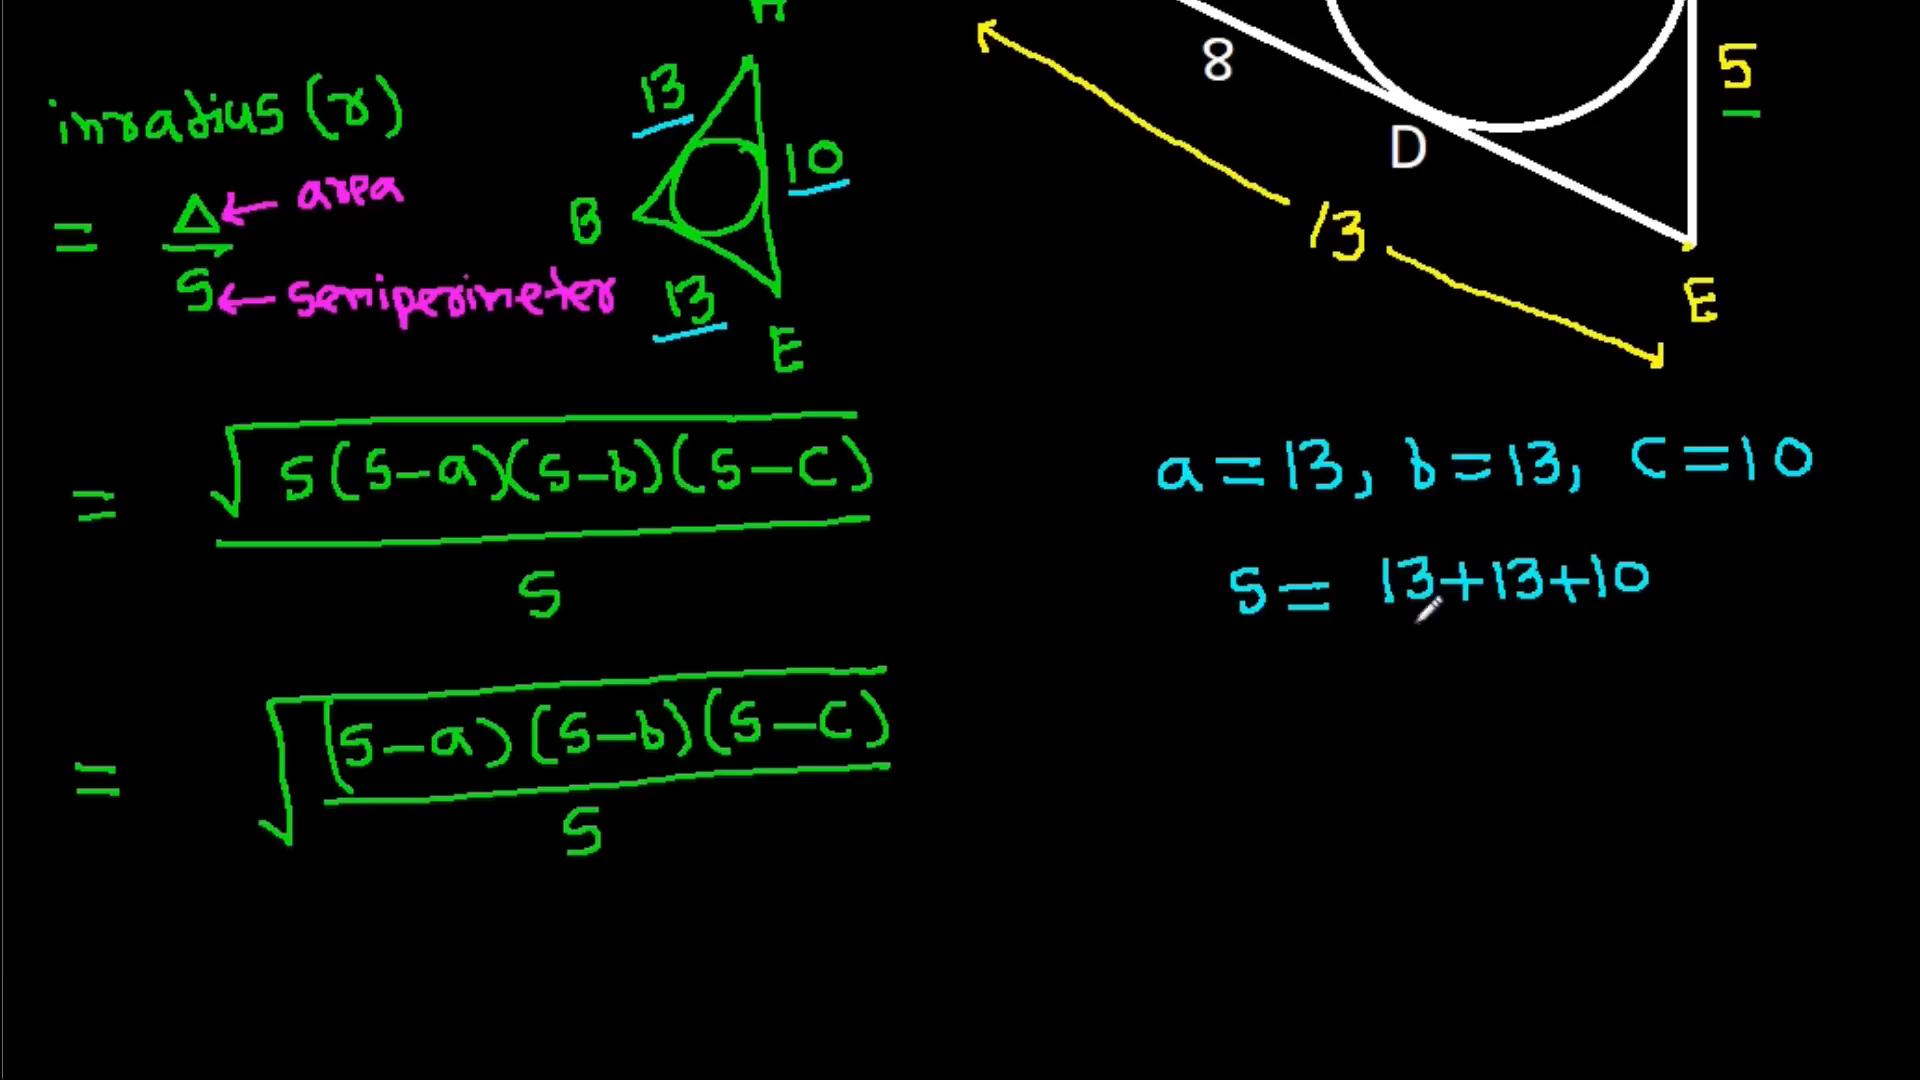 inradius (r)
= Δ ← area
S ← semiperimeter
13
10
B
13
E
8
5
D
13
E
= √s(s-a)(s-b)(s-c)
s
= √(s-a)(s-b)(s-c)
s
a = 13, b = 13, c = 10
s = 13+13+10